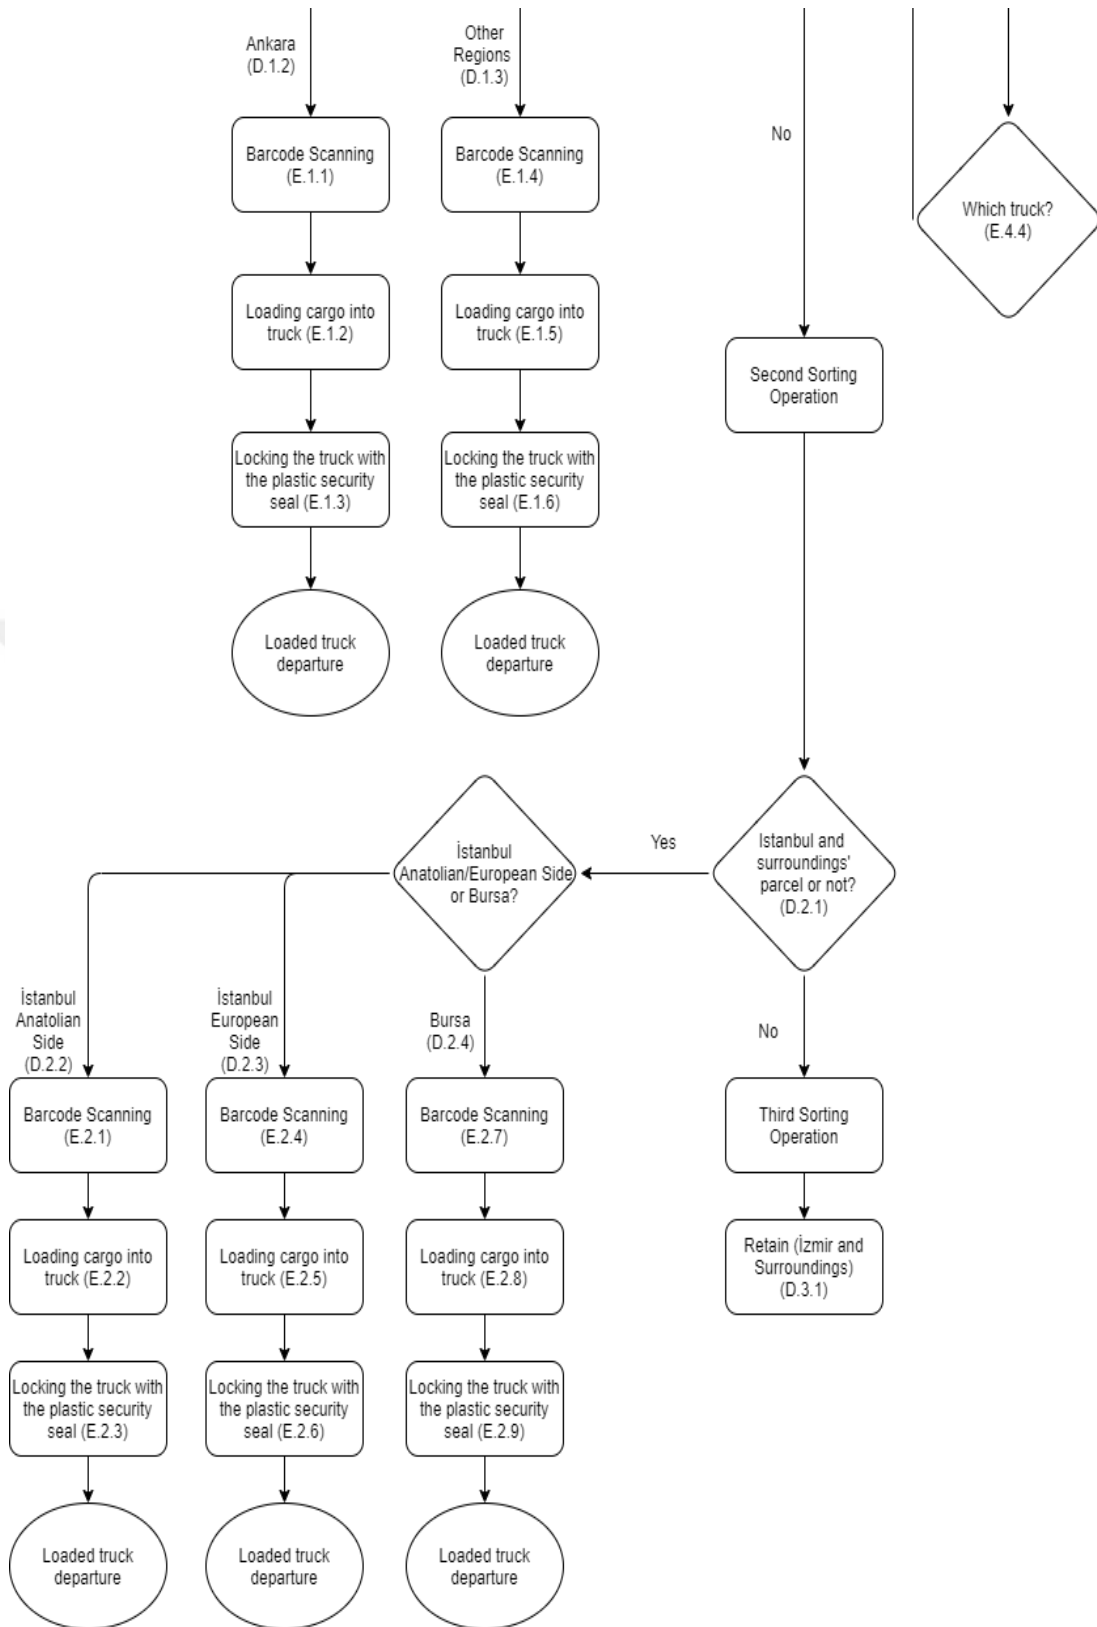 Ankara
(D.1.2)
Other
Regions
(D.1.3)
No
Barcode Scanning
(E.1.1)
Barcode Scanning
(E.1.4)
Which truck?
(E.4.4)
Loading cargo into
truck (E.1.2)
Loading cargo into
truck (E.1.5)
Second Sorting
Operation
Locking the truck with
the plastic security
seal (E.1.3)
Locking the truck with
the plastic security
seal (E.1.6)
Loaded truck
departure
Loaded truck
departure
İstanbul
Anatolian/European Side
or Bursa?
Yes
Istanbul and
surroundings'
parcel or not?
(D.2.1)
İstanbul
Anatolian
Side
(D.2.2)
İstanbul
European
Side
(D.2.3)
Bursa
(D.2.4)
No
Barcode Scanning
(E.2.1)
Barcode Scanning
(E.2.4)
Barcode Scanning
(E.2.7)
Third Sorting
Operation
Loading cargo into
truck (E.2.2)
Loading cargo into
truck (E.2.5)
Loading cargo into
truck (E.2.8)
Retain (İzmir and
Surroundings)
(D.3.1)
Locking the truck with
the plastic security
seal (E.2.3)
Locking the truck with
the plastic security
seal (E.2.6)
Locking the truck with
the plastic security
seal (E.2.9)
Loaded truck
departure
Loaded truck
departure
Loaded truck
departure